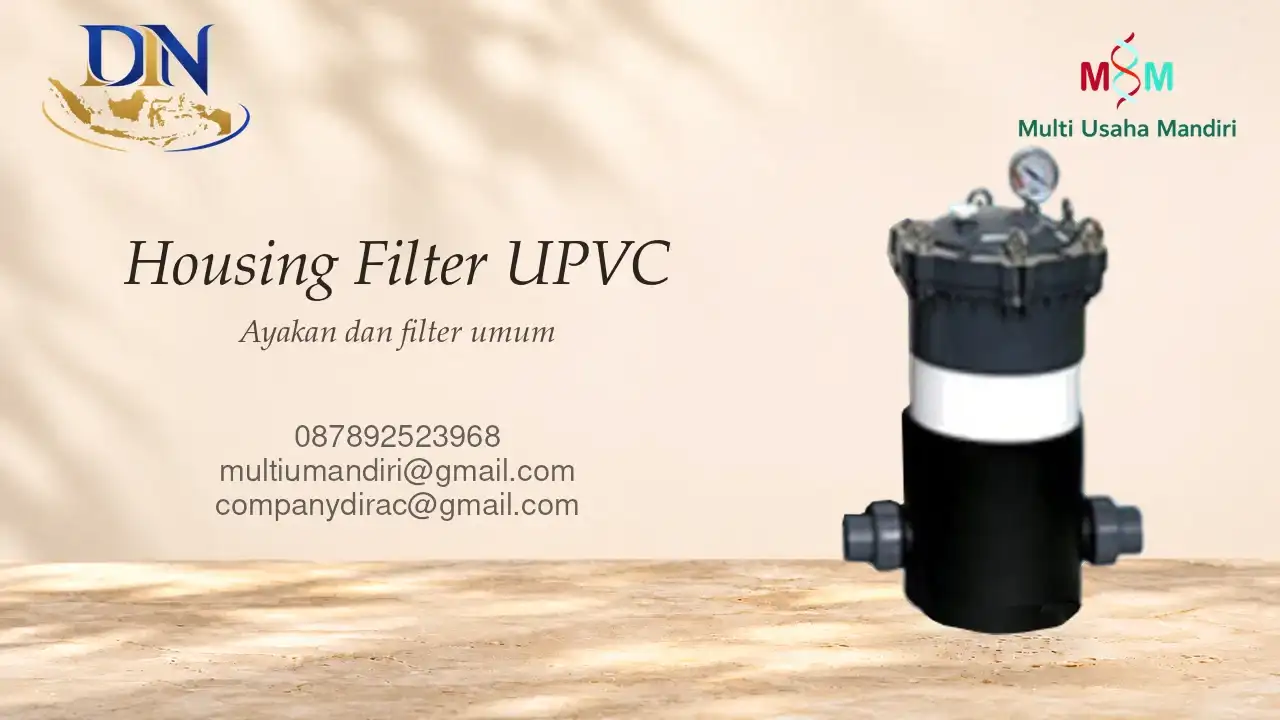 DN
MSM
Multi Usaha Mandiri
Housing Filter UPVC
Ayakan dan filter umum
087892523968
multiumandiri@gmail.com
companydirac@gmail.com